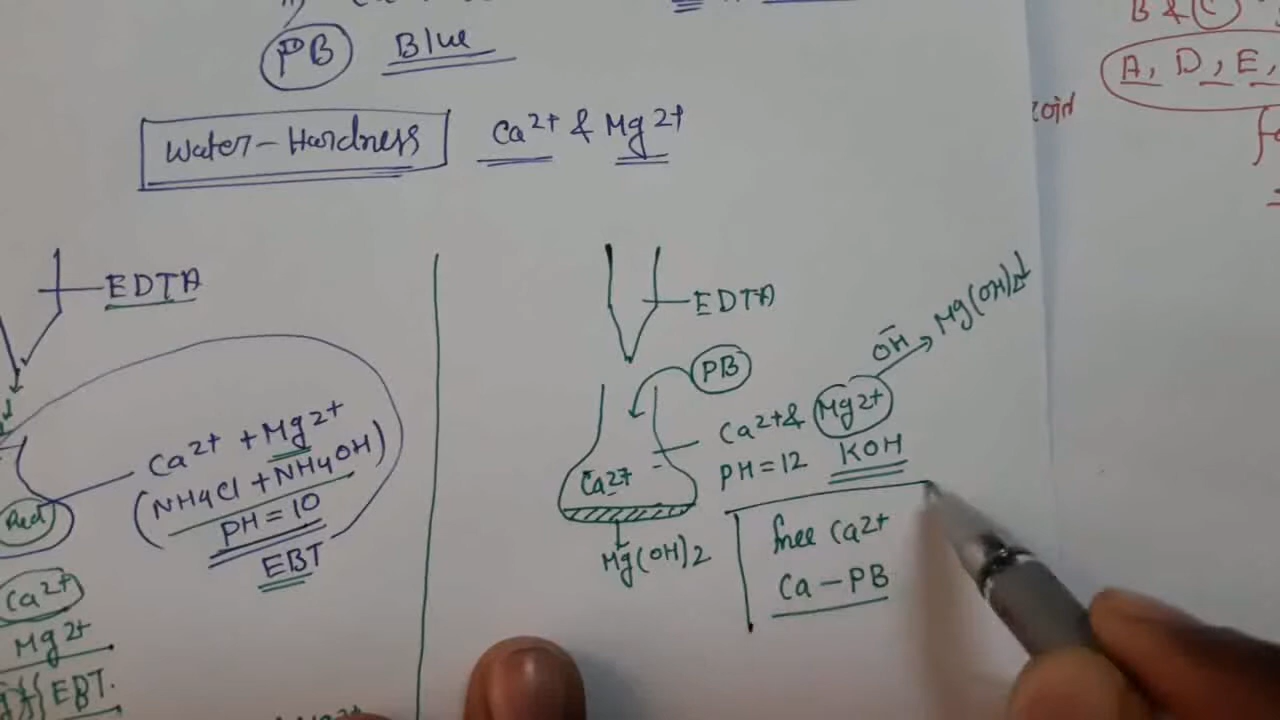 PB Blue
Water-Hardness Ca2+ & Mg2+
EDTA
Ca2+ + Mg2+
(NH4Cl + NH4OH)
PH=10
EBT
Red
Ca2+
Mg2+
EBT.
EDTA
PB
Ca2+ & Mg2+
OH
Mg(OH)2↓
PH=12 KOH
Ca2+
Mg(OH)2
free Ca2+
Ca-PB
B & C
A, D, E,